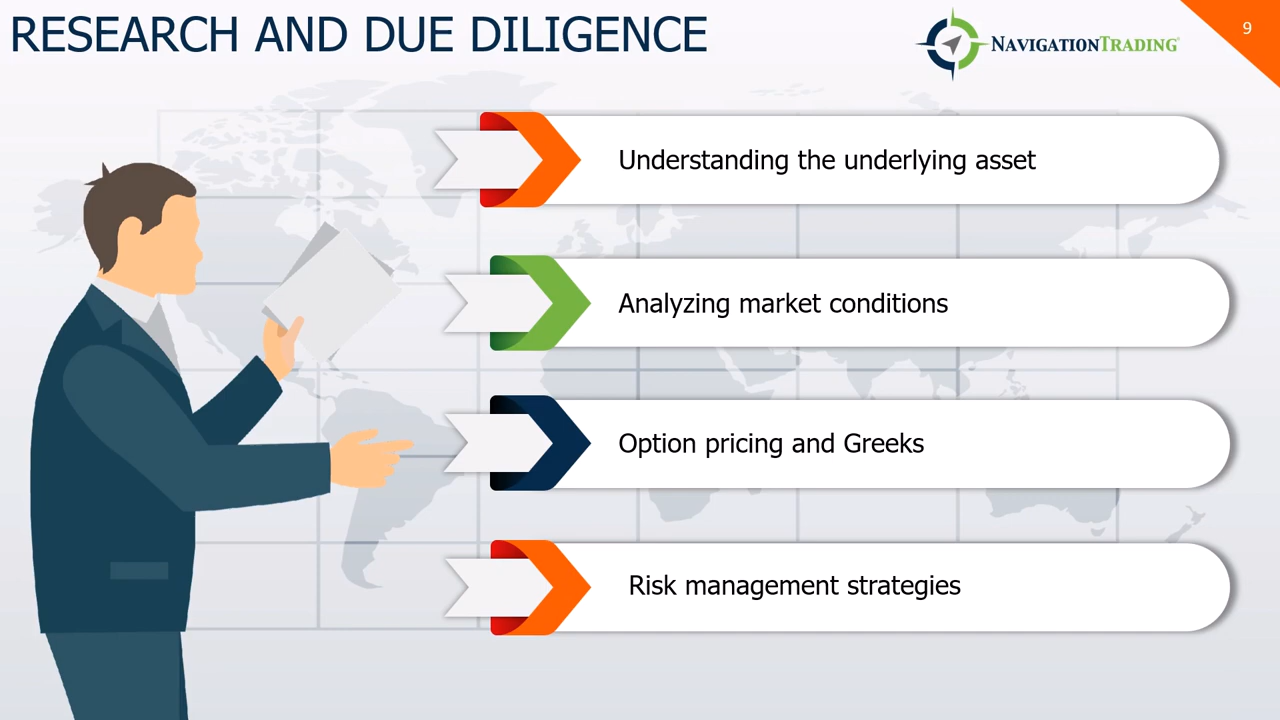 RESEARCH AND DUE DILIGENCE
NAVIGATIONTRADING®
9
Understanding the underlying asset
Analyzing market conditions
Option pricing and Greeks
Risk management strategies